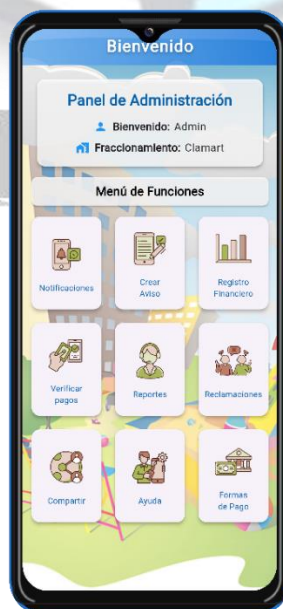 Bienvenido
Panel de Administración
Bienvenido: Admin
Fraccionamiento: Clamart
Menú de Funciones
Notificaciones
Crear
Aviso
Registro
Financiero
Verificar
pagos
Reportes
Reclamaciones
Compartir
Ayuda
Formas
de Pago